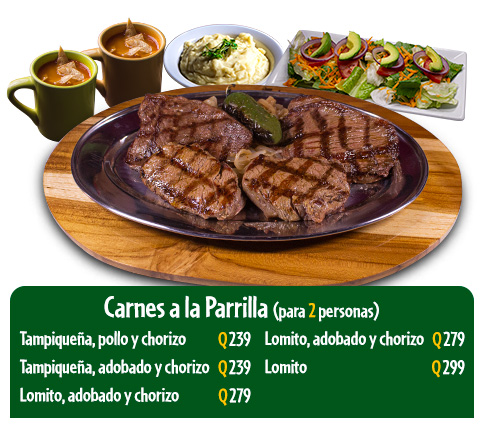 Carnes a la Parrilla (para 2 personas)
Tampiqueña, pollo y chorizo Q239
Tampiqueña, adobado y chorizo Q239
Lomito, adobado y chorizo Q279
Lomito, adobado y chorizo Q279
Lomito Q299